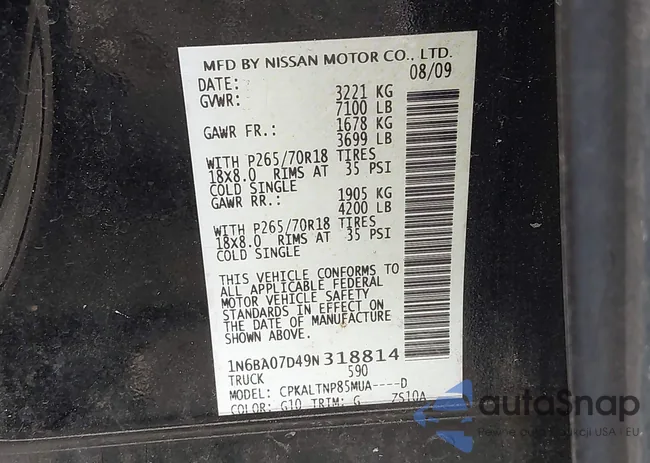 MFD BY NISSAN MOTOR CO., LTD.
DATE: 08/09
GVWR: 3221 KG
7100 LB
GAWR FR.: 1678 KG
3699 LB
WITH P265/70R18 TIRES
18x8.0 RIMS AT 35 PSI
COLD SINGLE
GAWR RR.: 1905 KG
4200 LB
WITH P265/70R18 TIRES
18x8.0 RIMS AT 35 PSI
COLD SINGLE
THIS VEHICLE CONFORMS TO
ALL APPLICABLE FEDERAL
MOTOR VEHICLE SAFETY
STANDARDS IN EFFECT ON
THE DATE OF MANUFACTURE
SHOWN ABOVE.
1N6BA07D49N318814
TRUCK 590
MODEL: CPKALTNP85MUA----D
COLOR: G10 TRIM: G 7S10A
autoSnap
USA - EU